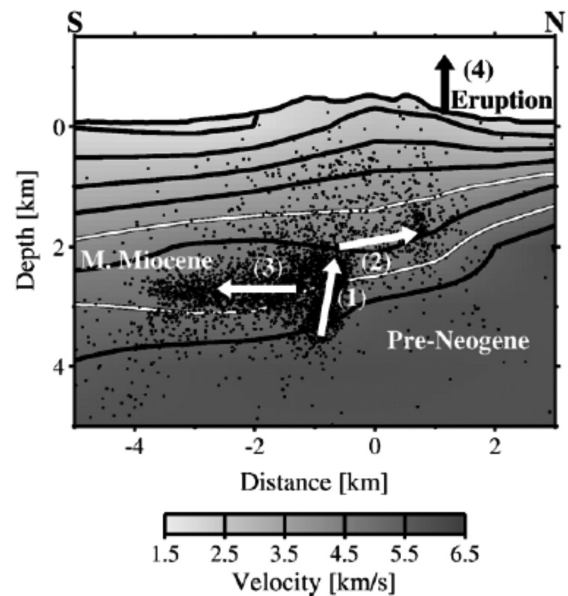 S
N
(4)
Eruption
0
2
4
Depth [km]
M. Miocene
(3)
(2)
(1)
Pre-Neogene
-4
-2
0
2
Distance [km]
1.5
2.5
3.5
4.5
5.5
6.5
Velocity [km/s]